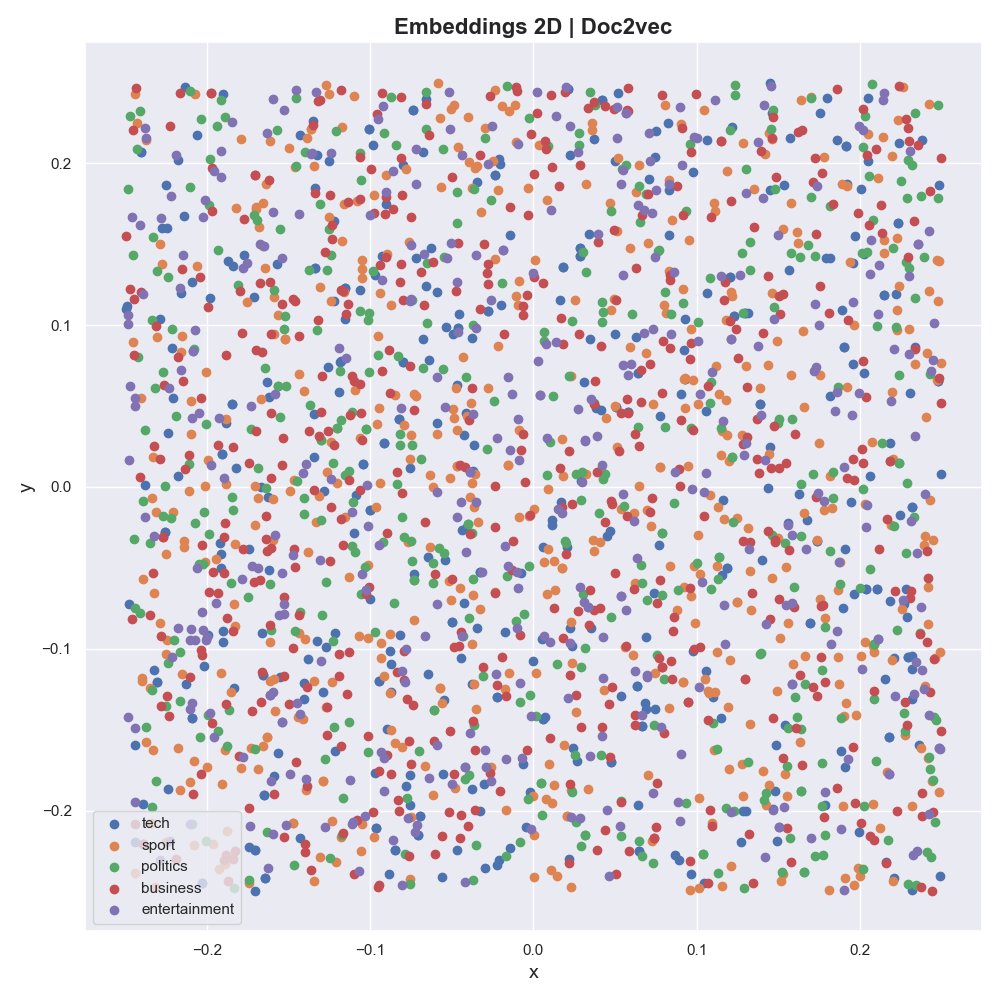 Embeddings 2D | Doc2vec
y
0.2
0.1
0.0
−0.1
−0.2
tech
sport
politics
business
entertainment
−0.2 −0.1 0.0 0.1 0.2
x